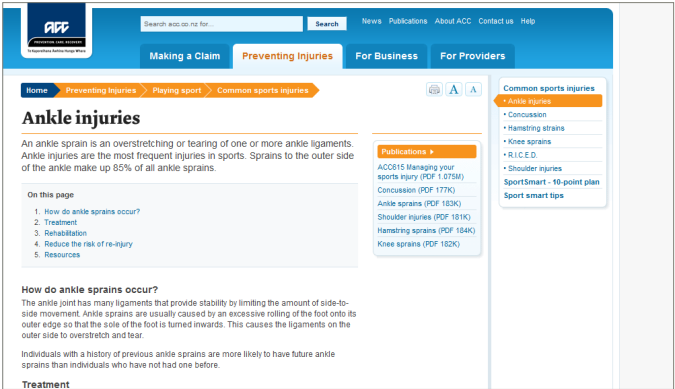 ACC
PREVENTION. CARE. RECOVERY.
Te Kaporeihana Āwhina Hunga Whara
Search acc.co.nz for...
Search
News Publications About ACC Contact us Help
Making a Claim Preventing Injuries For Business For Providers
Home Preventing Injuries Playing sport Common sports injuries
A A
Ankle injuries
An ankle sprain is an overstretching or tearing of one or more ankle ligaments.
Ankle injuries are the most frequent injuries in sports. Sprains to the outer side
of the ankle make up 85% of all ankle sprains.
On this page
1. How do ankle sprains occur?
2. Treatment
3. Rehabilitation
4. Reduce the risk of re-injury
5. Resources
How do ankle sprains occur?
The ankle joint has many ligaments that provide stability by limiting the amount of side-to-
side movement. Ankle sprains are usually caused by an excessive rolling of the foot onto its
outer edge so that the sole of the foot is turned inwards. This causes the ligaments on the
outer side to overstretch and tear.
Individuals with a history of previous ankle sprains are more likely to have future ankle
sprains than individuals who have not had one before.
Treatment
Publications
ACC615 Managing your
sports injury (PDF 1.075M)
Concussion (PDF 177K)
Ankle sprains (PDF 183K)
Shoulder injuries (PDF 181K)
Hamstring sprains (PDF 184K)
Knee sprains (PDF 182K)
Common sports injuries
• Ankle injuries
• Concussion
• Hamstring strains
• Knee sprains
• R.I.C.E.D.
• Shoulder injuries
SportSmart - 10-point plan
Sport smart tips